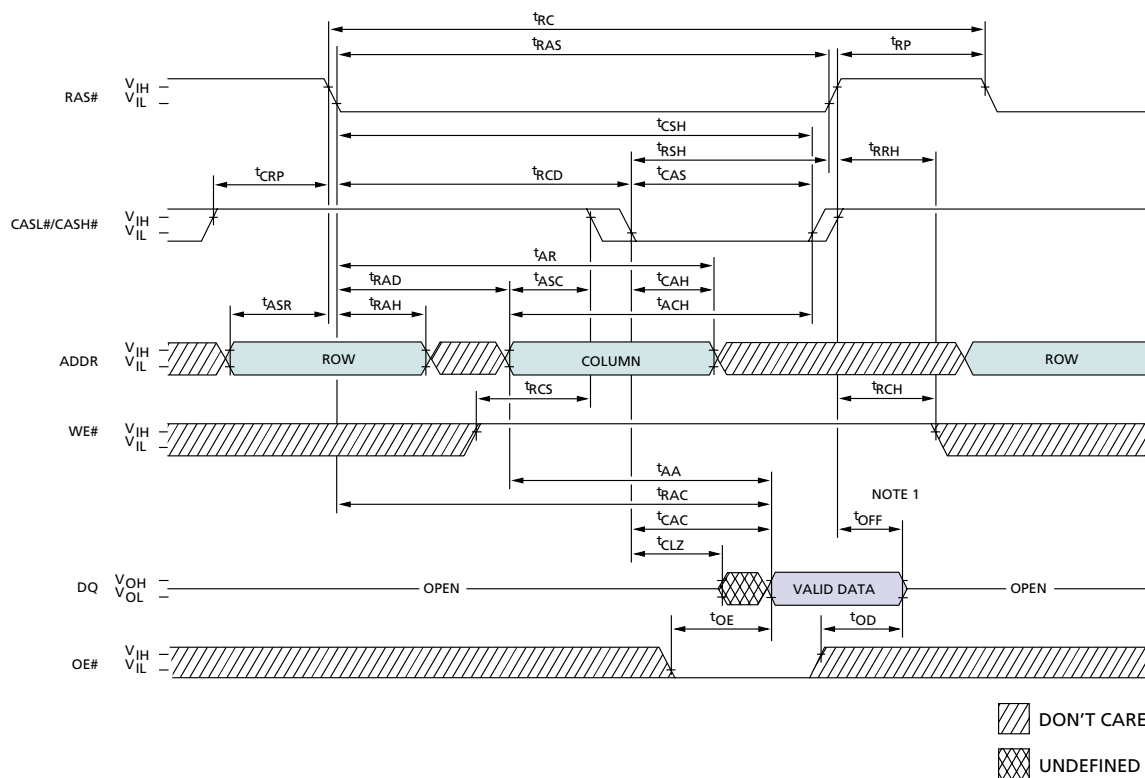 tRC
tRAS tRP
RAS# VIH
VIL
tCSH
tRSH tRRH
tCRP tRCD tCAS
CASL#/CASH# VIH
VIL
tAR
tRAD tASC tCAH
tASR tRAH tACH
ADDR VIH
VIL ROW COLUMN ROW
tRCS tRCH
WE# VIH
VIL
tAA
tRAC NOTE 1
tCAC tOFF
tCLZ
DQ VOH
VOL OPEN VALID DATA OPEN
tOE tOD
OE# VIH
VIL
DON'T CARE
UNDEFINED